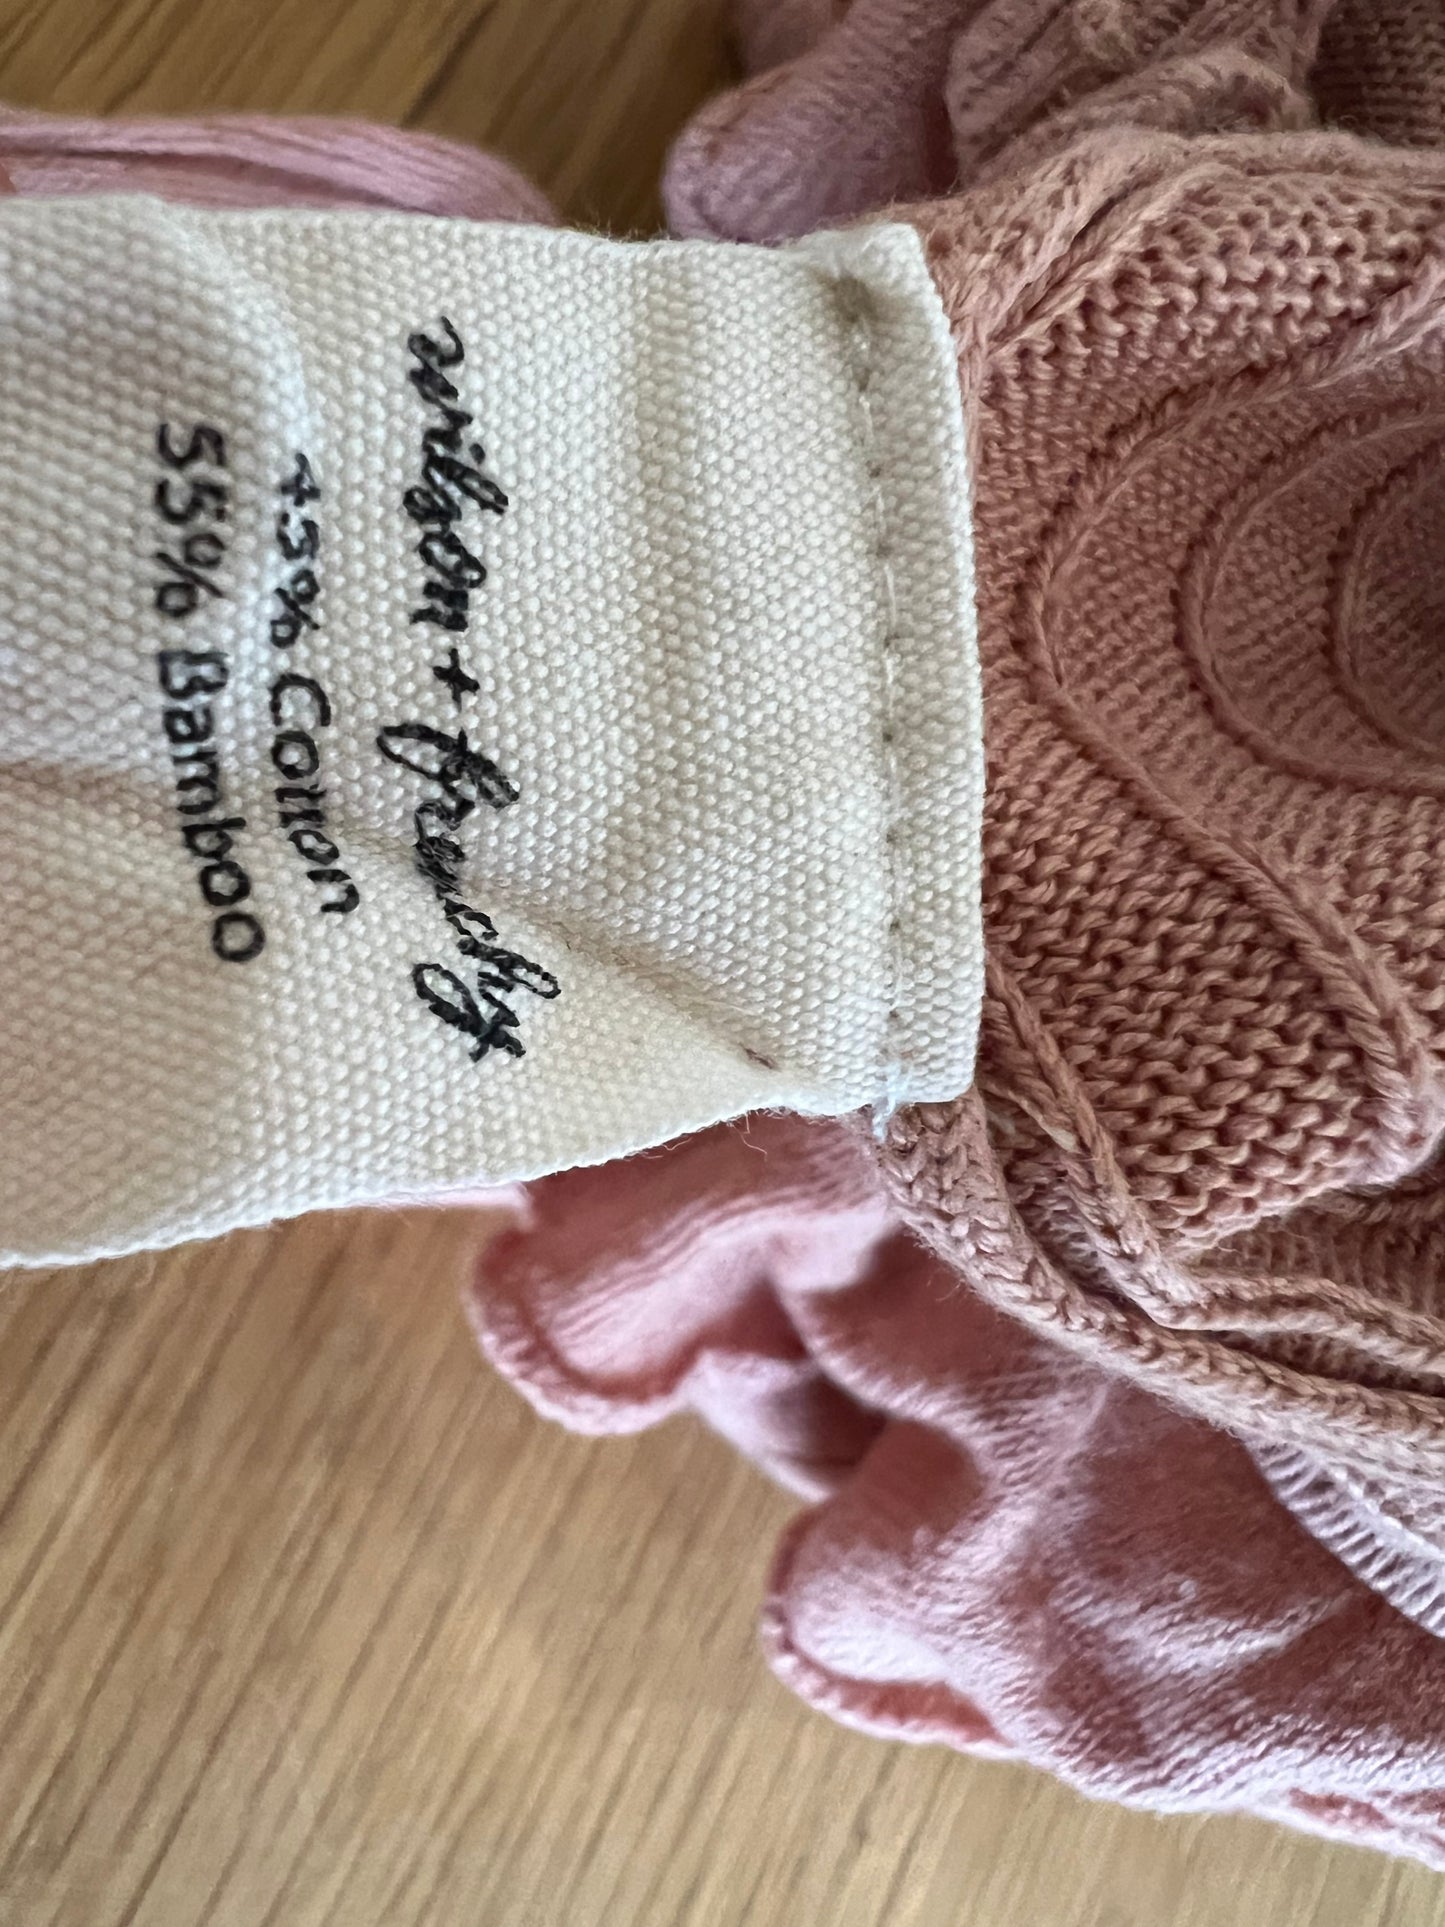 wilson + frenchy
45% Cotton
55% Bamboo